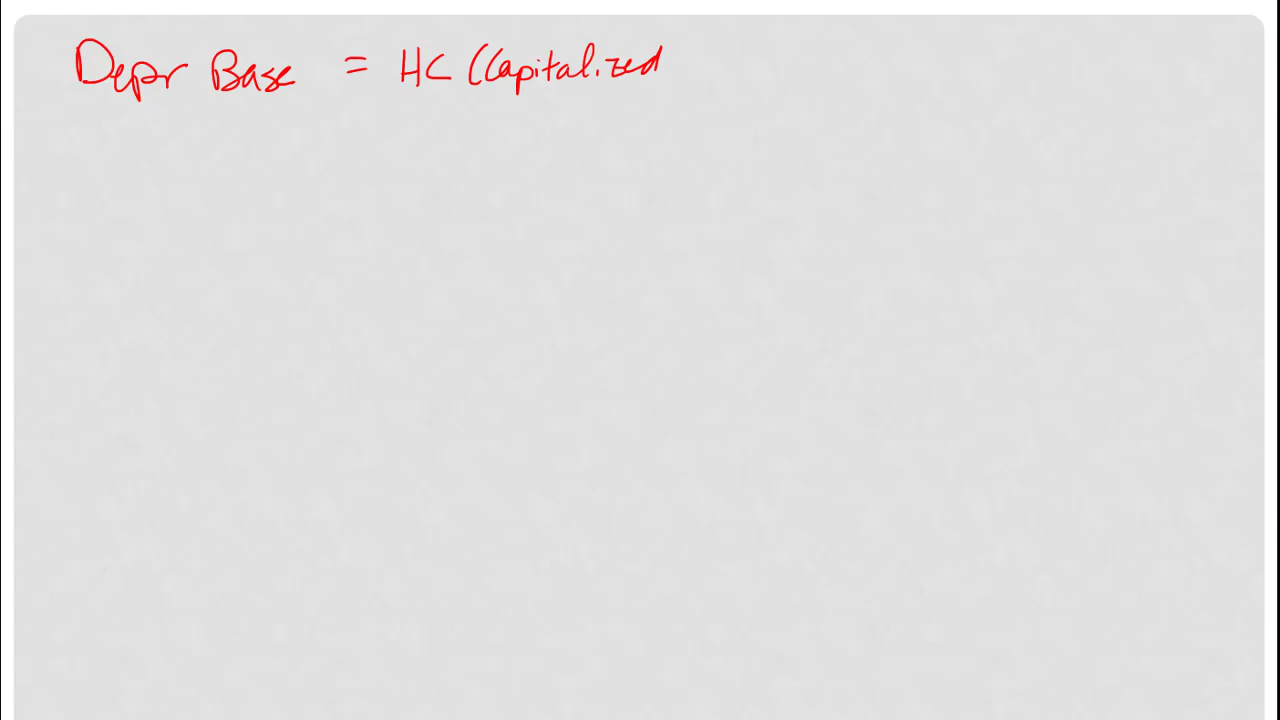 Depr Base = HC (Capitalized